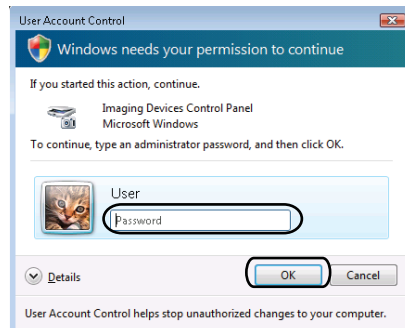 User Account Control
Windows needs your permission to continue
If you started this action, continue.
Imaging Devices Control Panel
Microsoft Windows
To continue, type an administrator password, and then click OK.
User
Password
Details
OK
Cancel
User Account Control helps stop unauthorized changes to your computer.